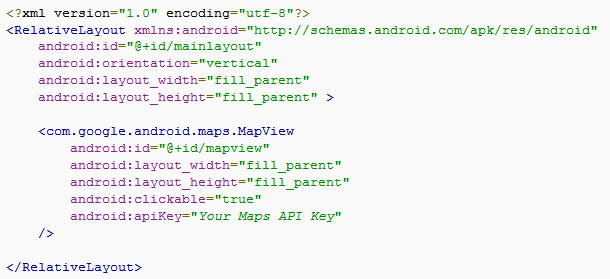 <?xml version="1.0" encoding="utf-8"?>
<RelativeLayout xmlns:android="http://schemas.android.com/apk/res/android"
    android:id="@+id/mainlayout"
    android:orientation="vertical"
    android:layout_width="fill_parent"
    android:layout_height="fill_parent" >

    <com.google.android.maps.MapView
        android:id="@+id/mapview"
        android:layout_width="fill_parent"
        android:layout_height="fill_parent"
        android:clickable="true"
        android:apiKey="Your Maps API Key"
    />

</RelativeLayout>